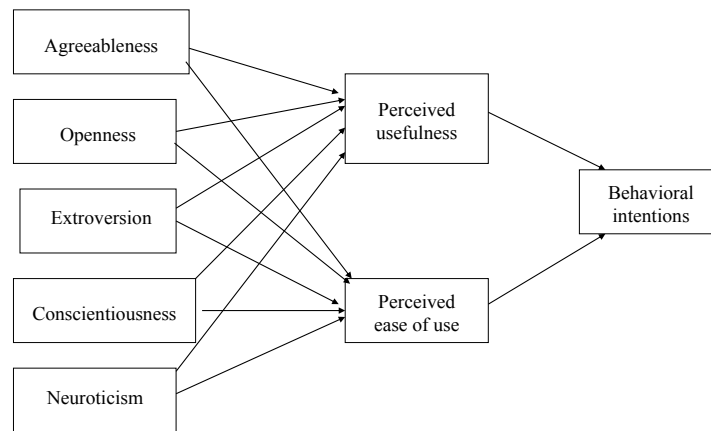 Agreeableness
Openness
Extroversion
Conscientiousness
Neuroticism
Perceived
usefulness
Perceived
ease of use
Behavioral
intentions